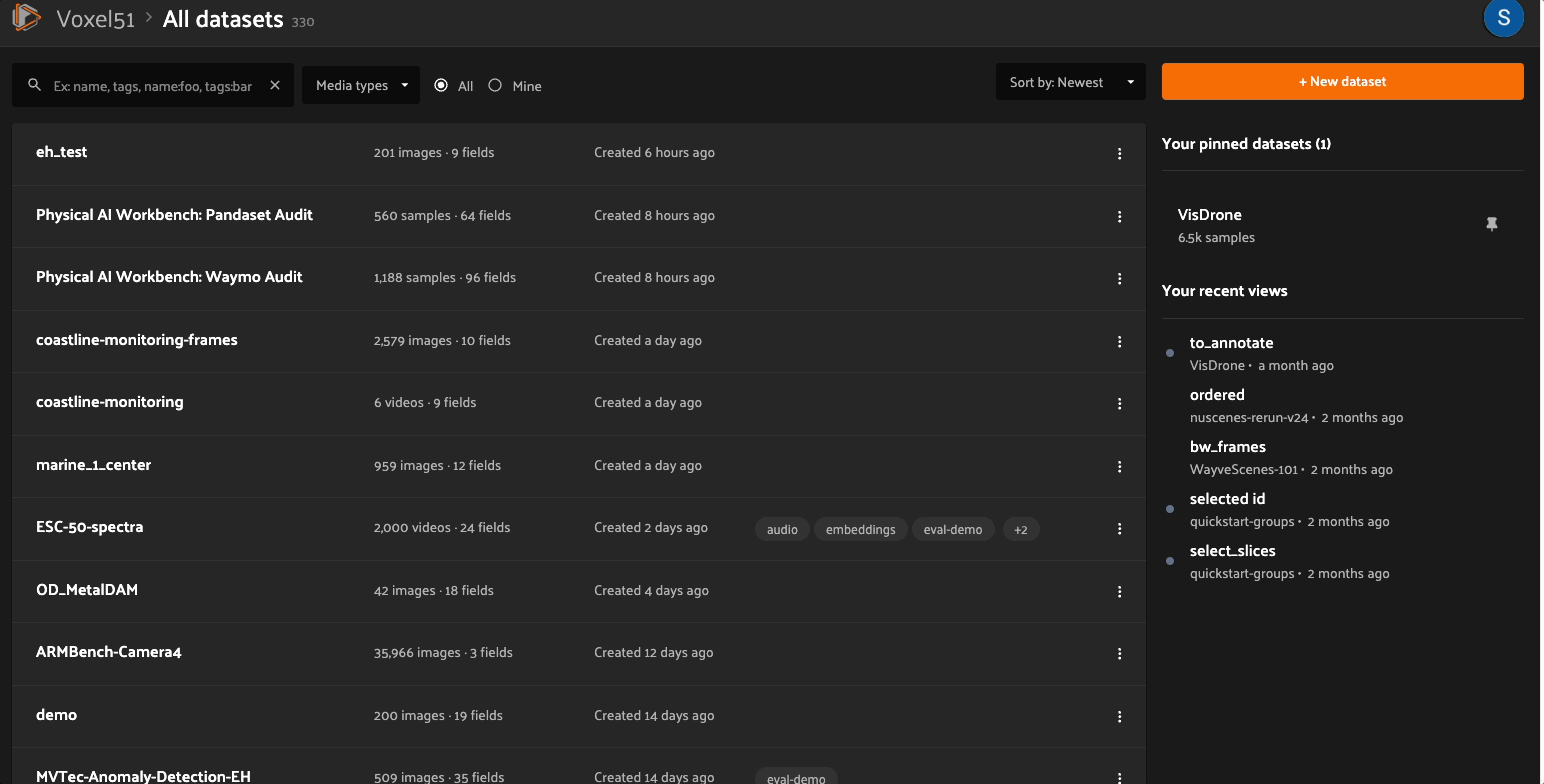 Voxel51 > All datasets 330
S
Ex: name, tags, name:foo, tags:bar
Media types
All
Mine
Sort by: Newest
+ New dataset
eh_test 201 images · 9 fields Created 6 hours ago
Physical AI Workbench: Pandaset Audit 560 samples · 64 fields Created 8 hours ago
Physical AI Workbench: Waymo Audit 1,188 samples · 96 fields Created 8 hours ago
coastline-monitoring-frames 2,579 images · 10 fields Created a day ago
coastline-monitoring 6 videos · 9 fields Created a day ago
marine_1_center 959 images · 12 fields Created a day ago
ESC-50-spectra 2,000 videos · 24 fields Created 2 days ago audio embeddings eval-demo +2
OD_MetalDAM 42 images · 18 fields Created 4 days ago
ARMBench-Camera4 35,966 images · 3 fields Created 12 days ago
demo 200 images · 19 fields Created 14 days ago
MVTec-Anomaly-Detection-EH 509 images · 35 fields Created 14 days ago eval-demo
Your pinned datasets (1)
VisDrone
6.5k samples
Your recent views
to_annotate
VisDrone • a month ago
ordered
nuscenes-rerun-v24 • 2 months ago
bw_frames
WayveScenes-101 • 2 months ago
selected id
quickstart-groups • 2 months ago
select_slices
quickstart-groups • 2 months ago